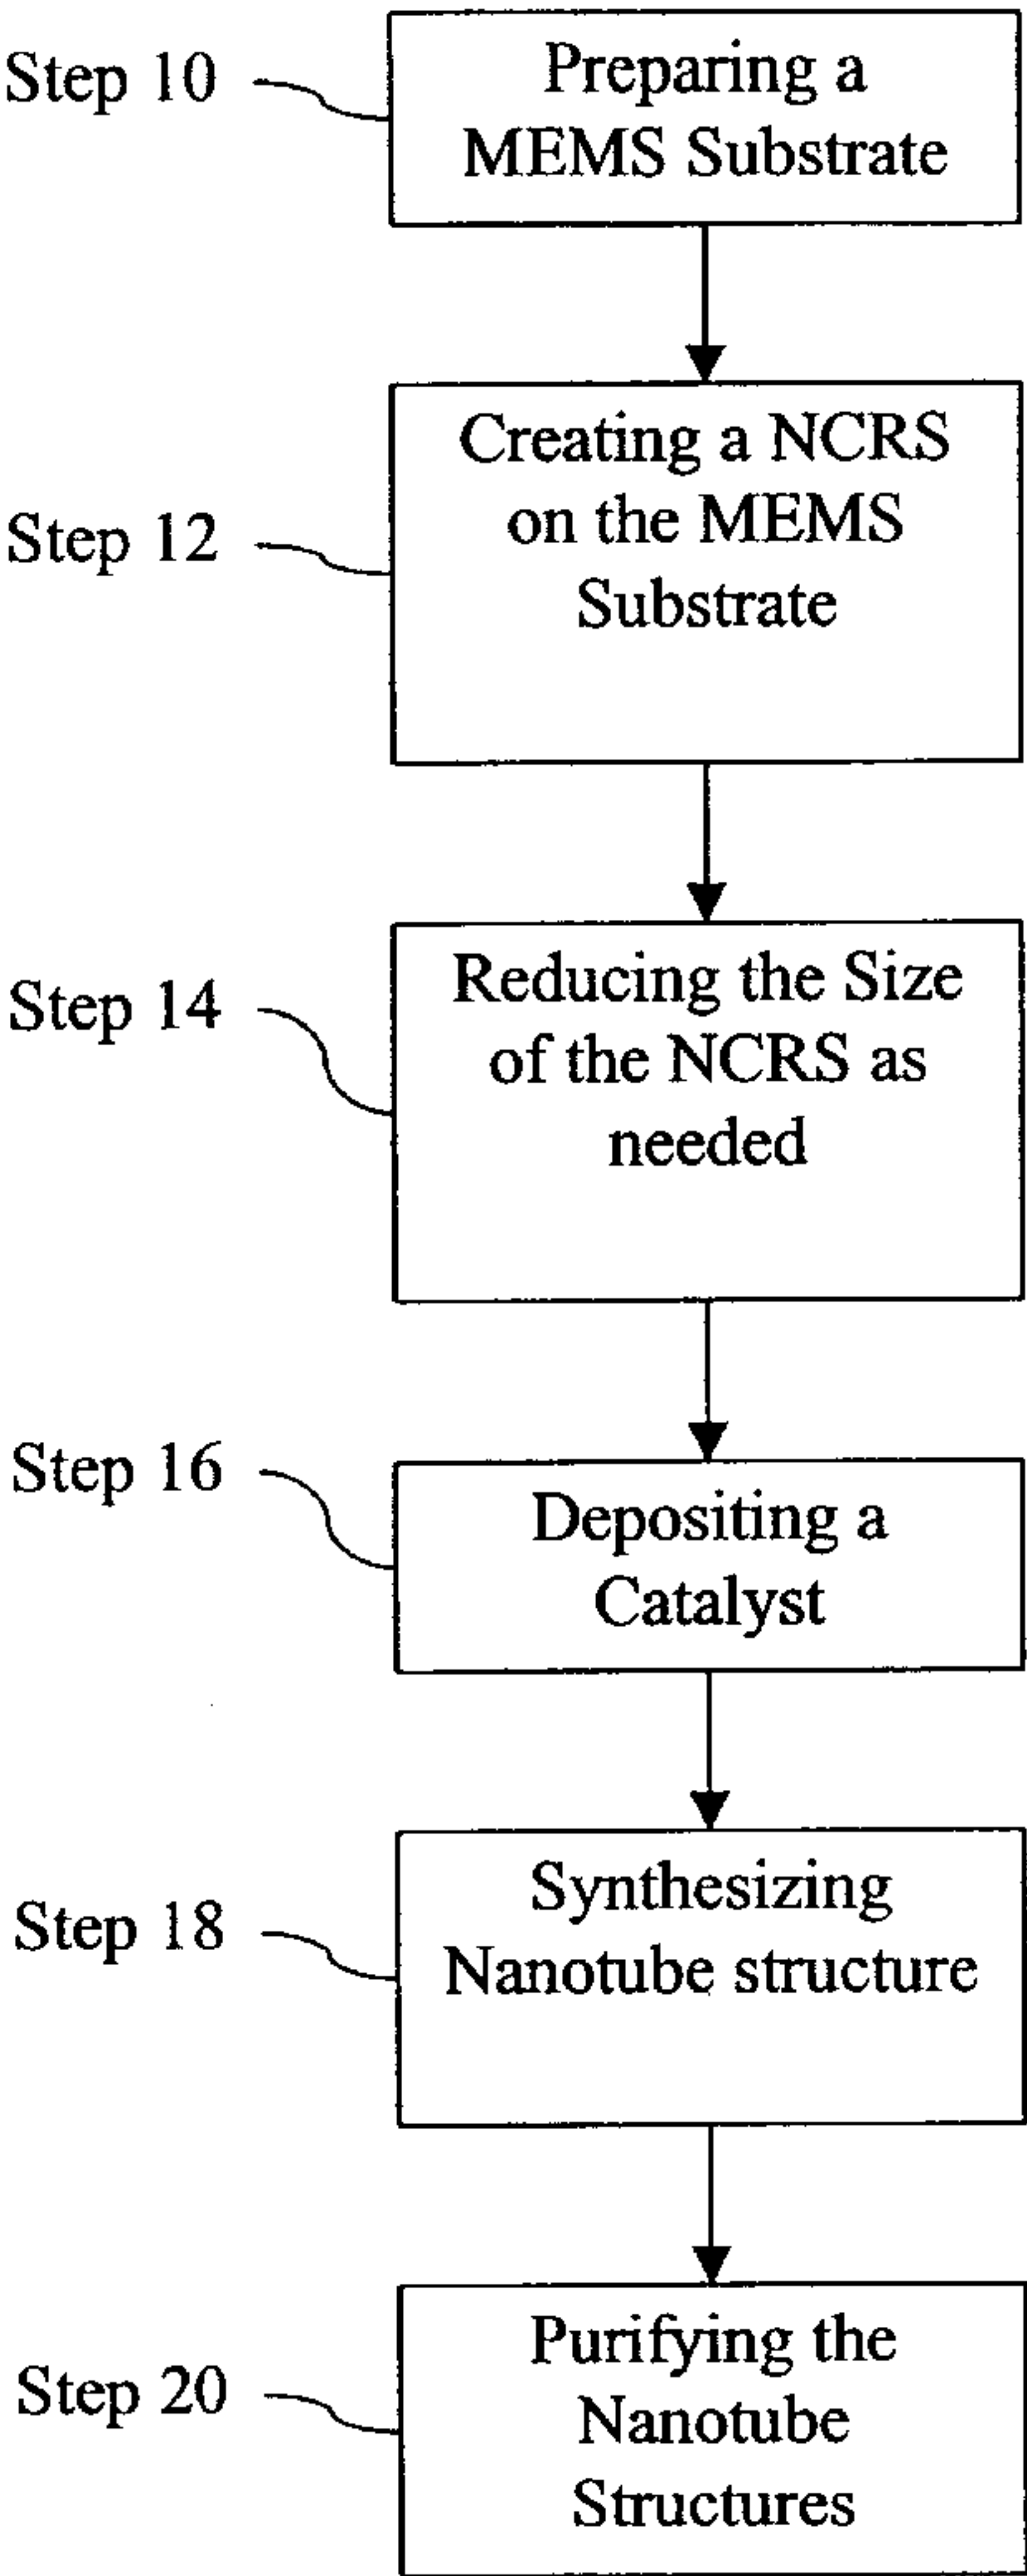 Step 10
Preparing a
MEMS Substrate
Step 12
Creating a NCRS
on the MEMS
Substrate
Step 14
Reducing the Size
of the NCRS as
needed
Step 16
Depositing a
Catalyst
Step 18
Synthesizing
Nanotube structure
Step 20
Purifying the
Nanotube
Structures